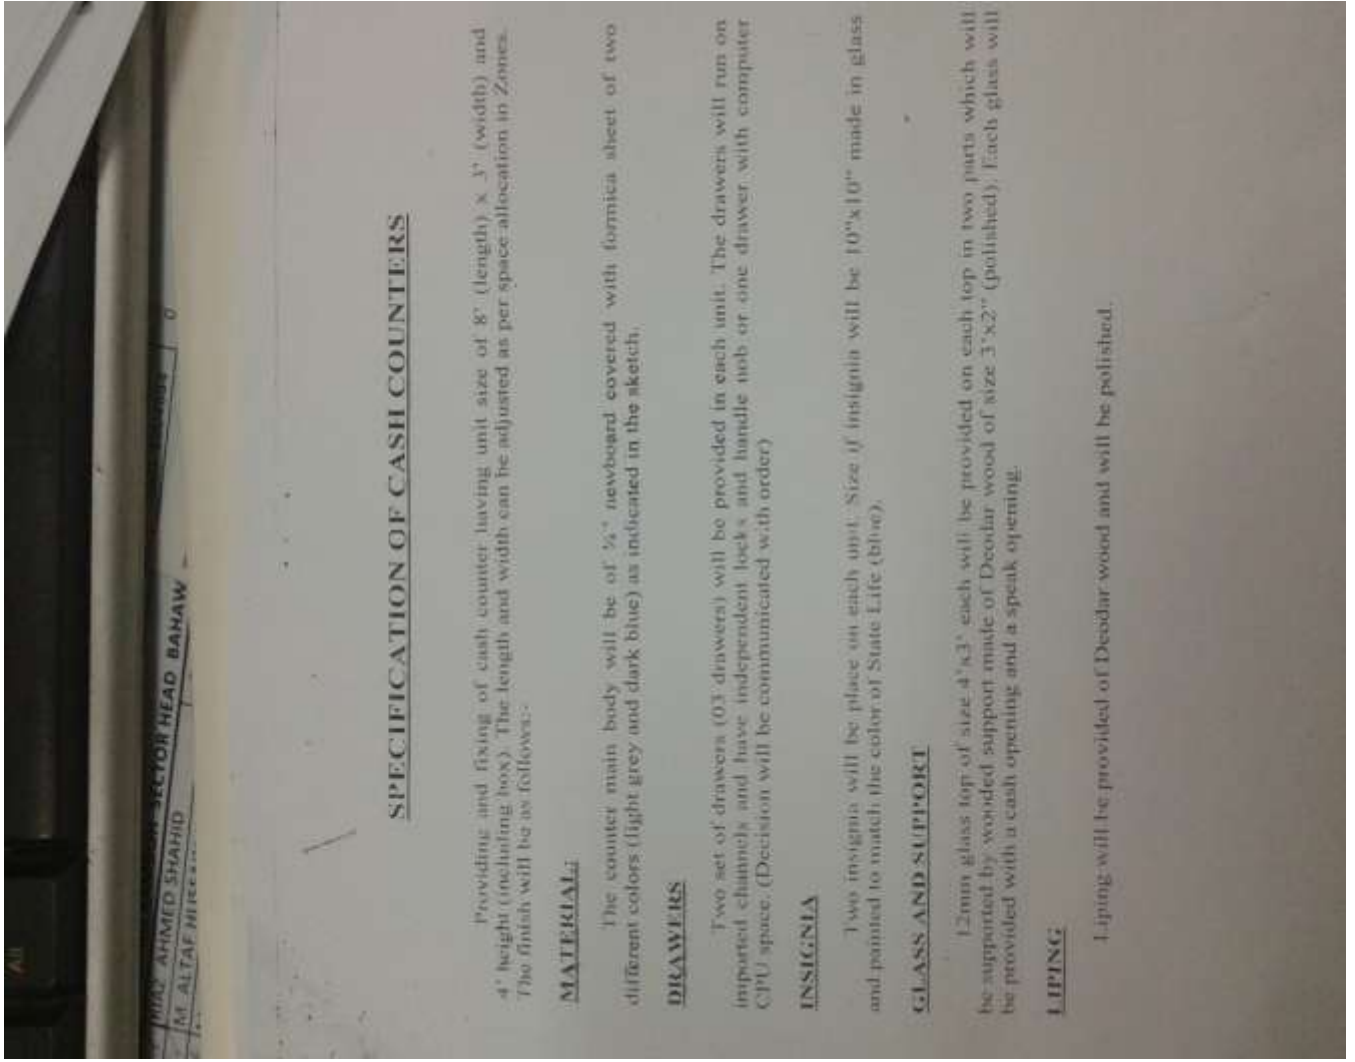 SECTOR HEAD BAHAW
AHMED SHAHID
M. ALTAF
0
Alt
SPECIFICATION OF CASH COUNTERS
Providing and fixing of cash counter having unit size of 8' (length) x 3' (width) and
4' height (including box). The length and width can be adjusted as per space allocation in Zones.
The finish will be as follows:-
MATERIAL:
The counter main body will be of ¾" newboard covered with formica sheet of two
different colors (light grey and dark blue) as indicated in the sketch.
DRAWERS
Two set of drawers (03 drawers) will be provided in each unit. The drawers will run on
imported channels and have independent locks and handle nob or one drawer with computer
CPU space. (Decision will be communicated with order)
INSIGNIA
Two insignia will be place on each unit. Size if insignia will be 10"x10" made in glass
and painted to match the color of State Life (blue).
GLASS AND SUPPORT
12mm glass top of size 4'x3' each will be provided on each top in two parts which will
be supported by wooded support made of Deodar wood of size 3'x2" (polished). Each glass will
be provided with a cash opening and a speak opening.
LIPING
Liping will be provided of Deodar wood and will be polished.